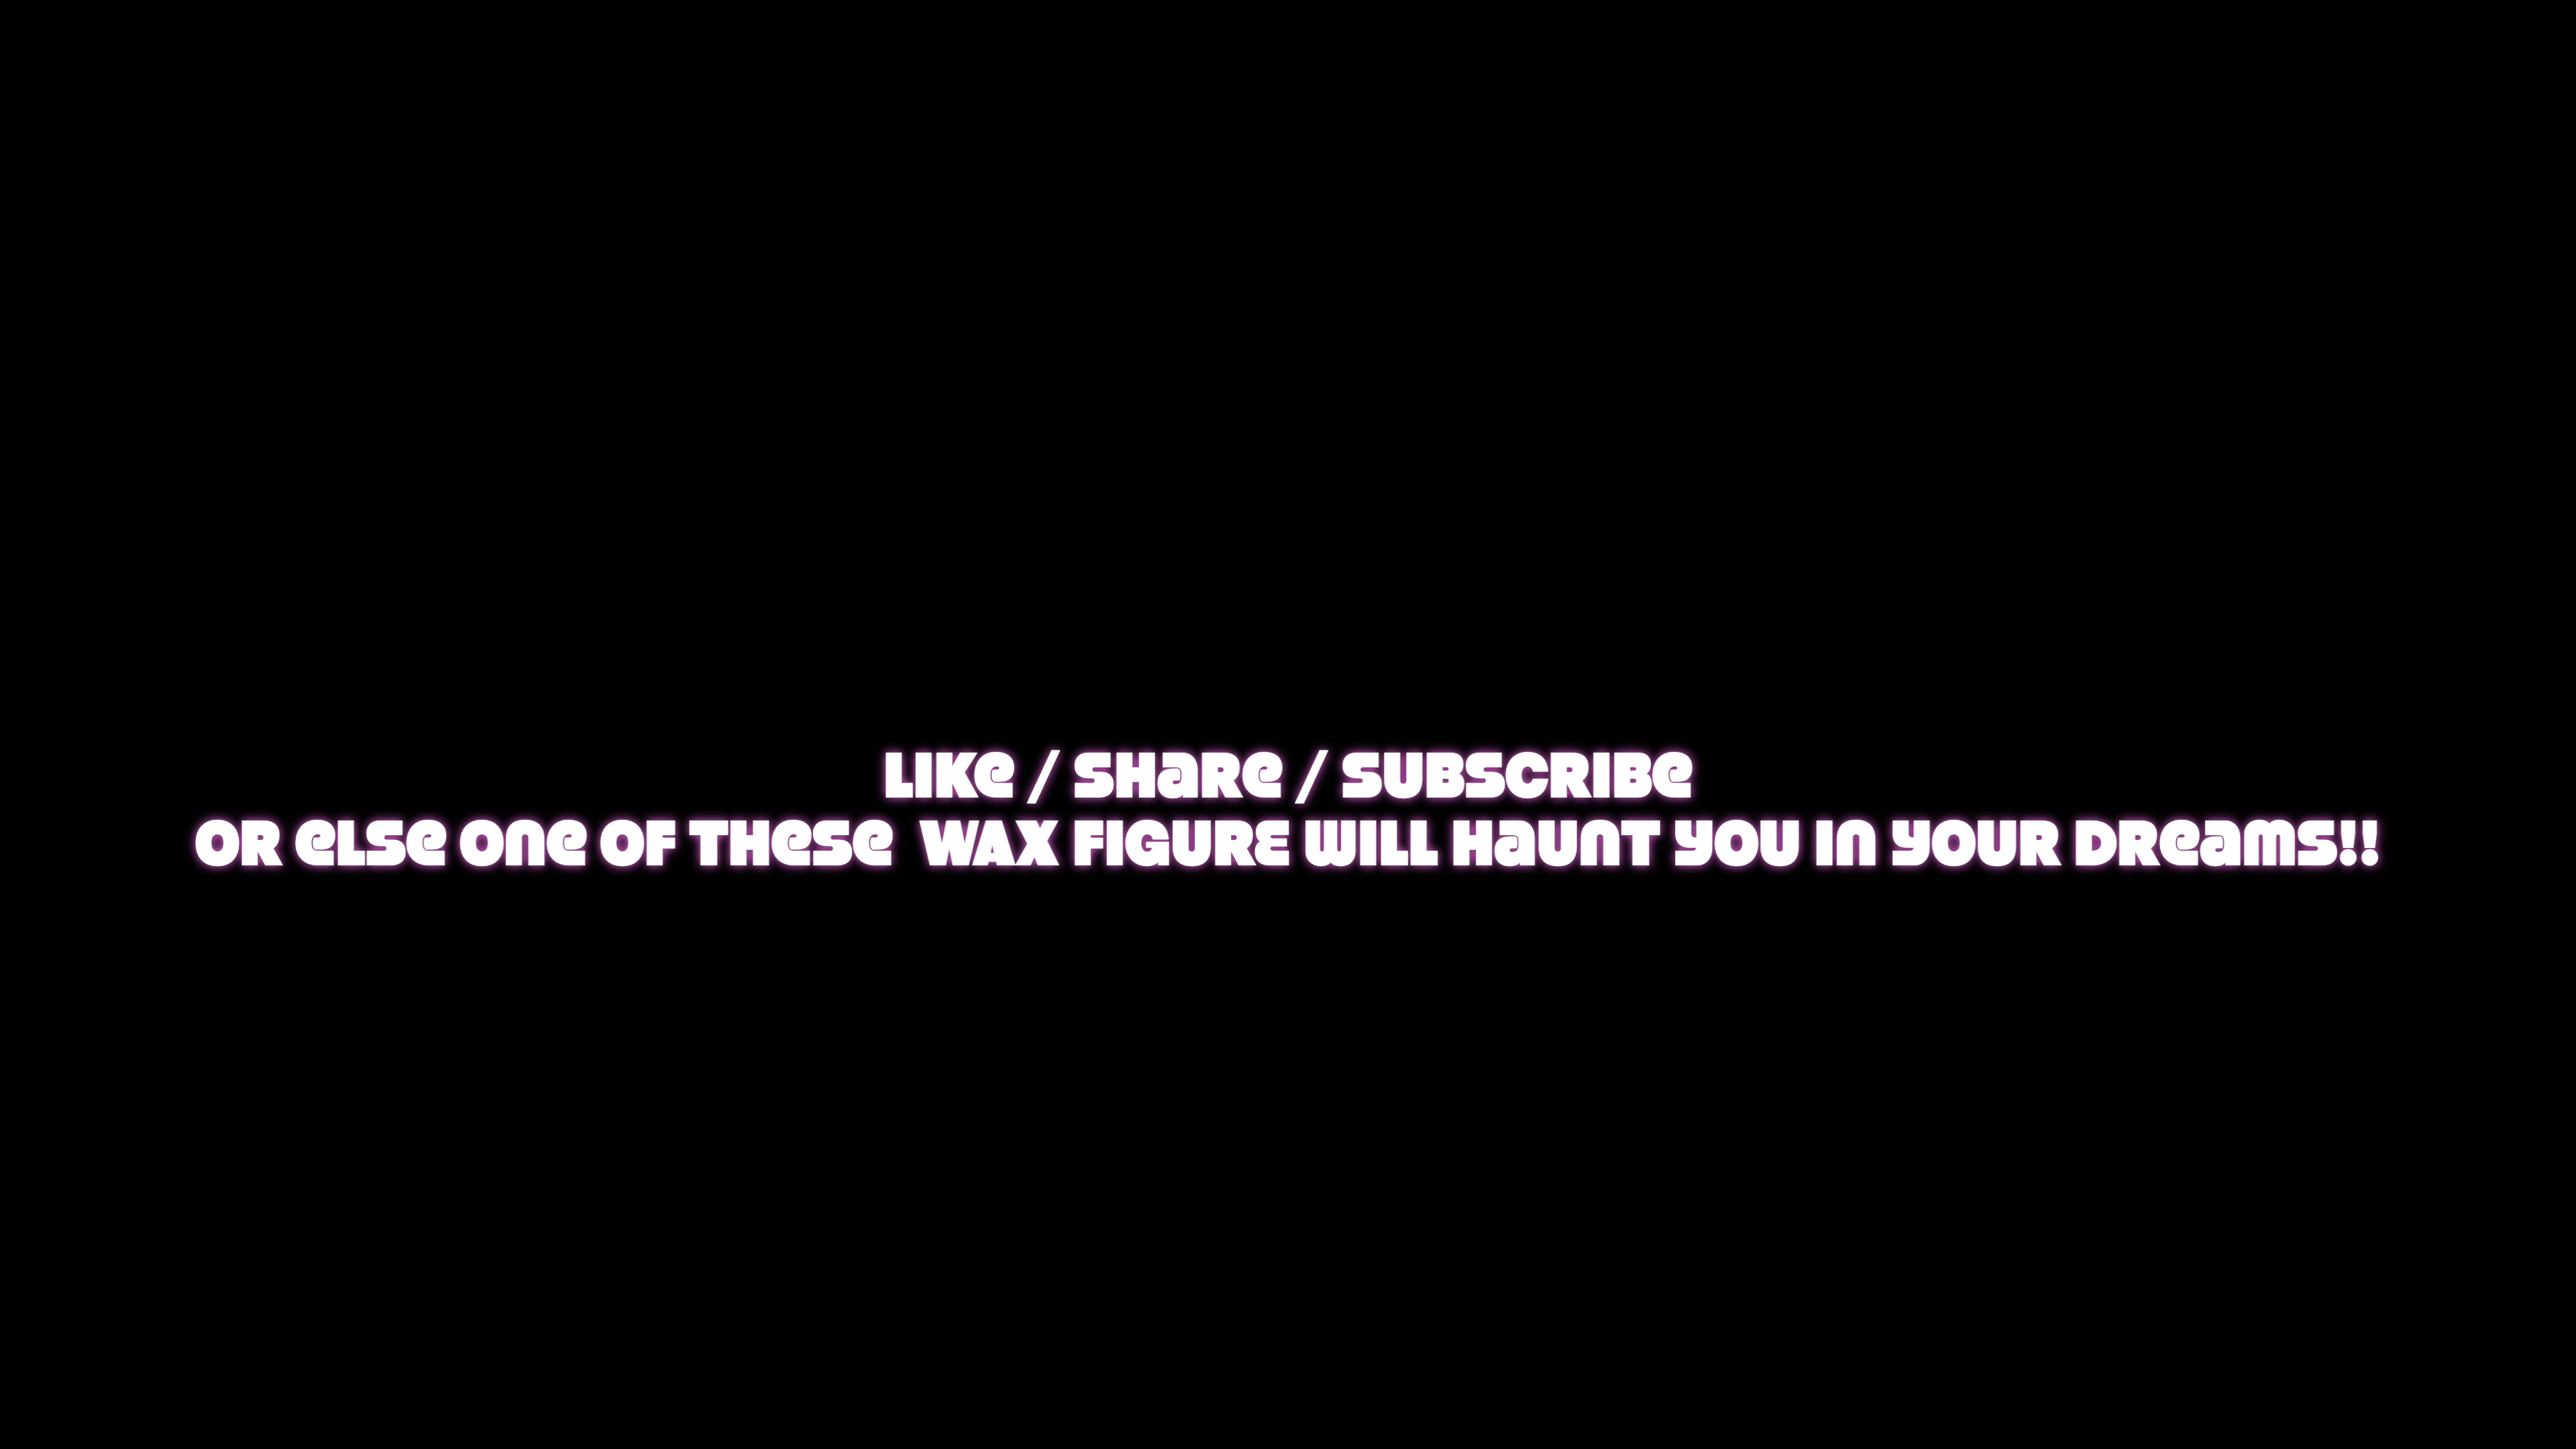 LIKE / SHARE / SUBSCRIBE
OR ELSE ONE OF THESE  WAX FIGURE WILL HAUNT YOU IN YOUR DREAMS!!